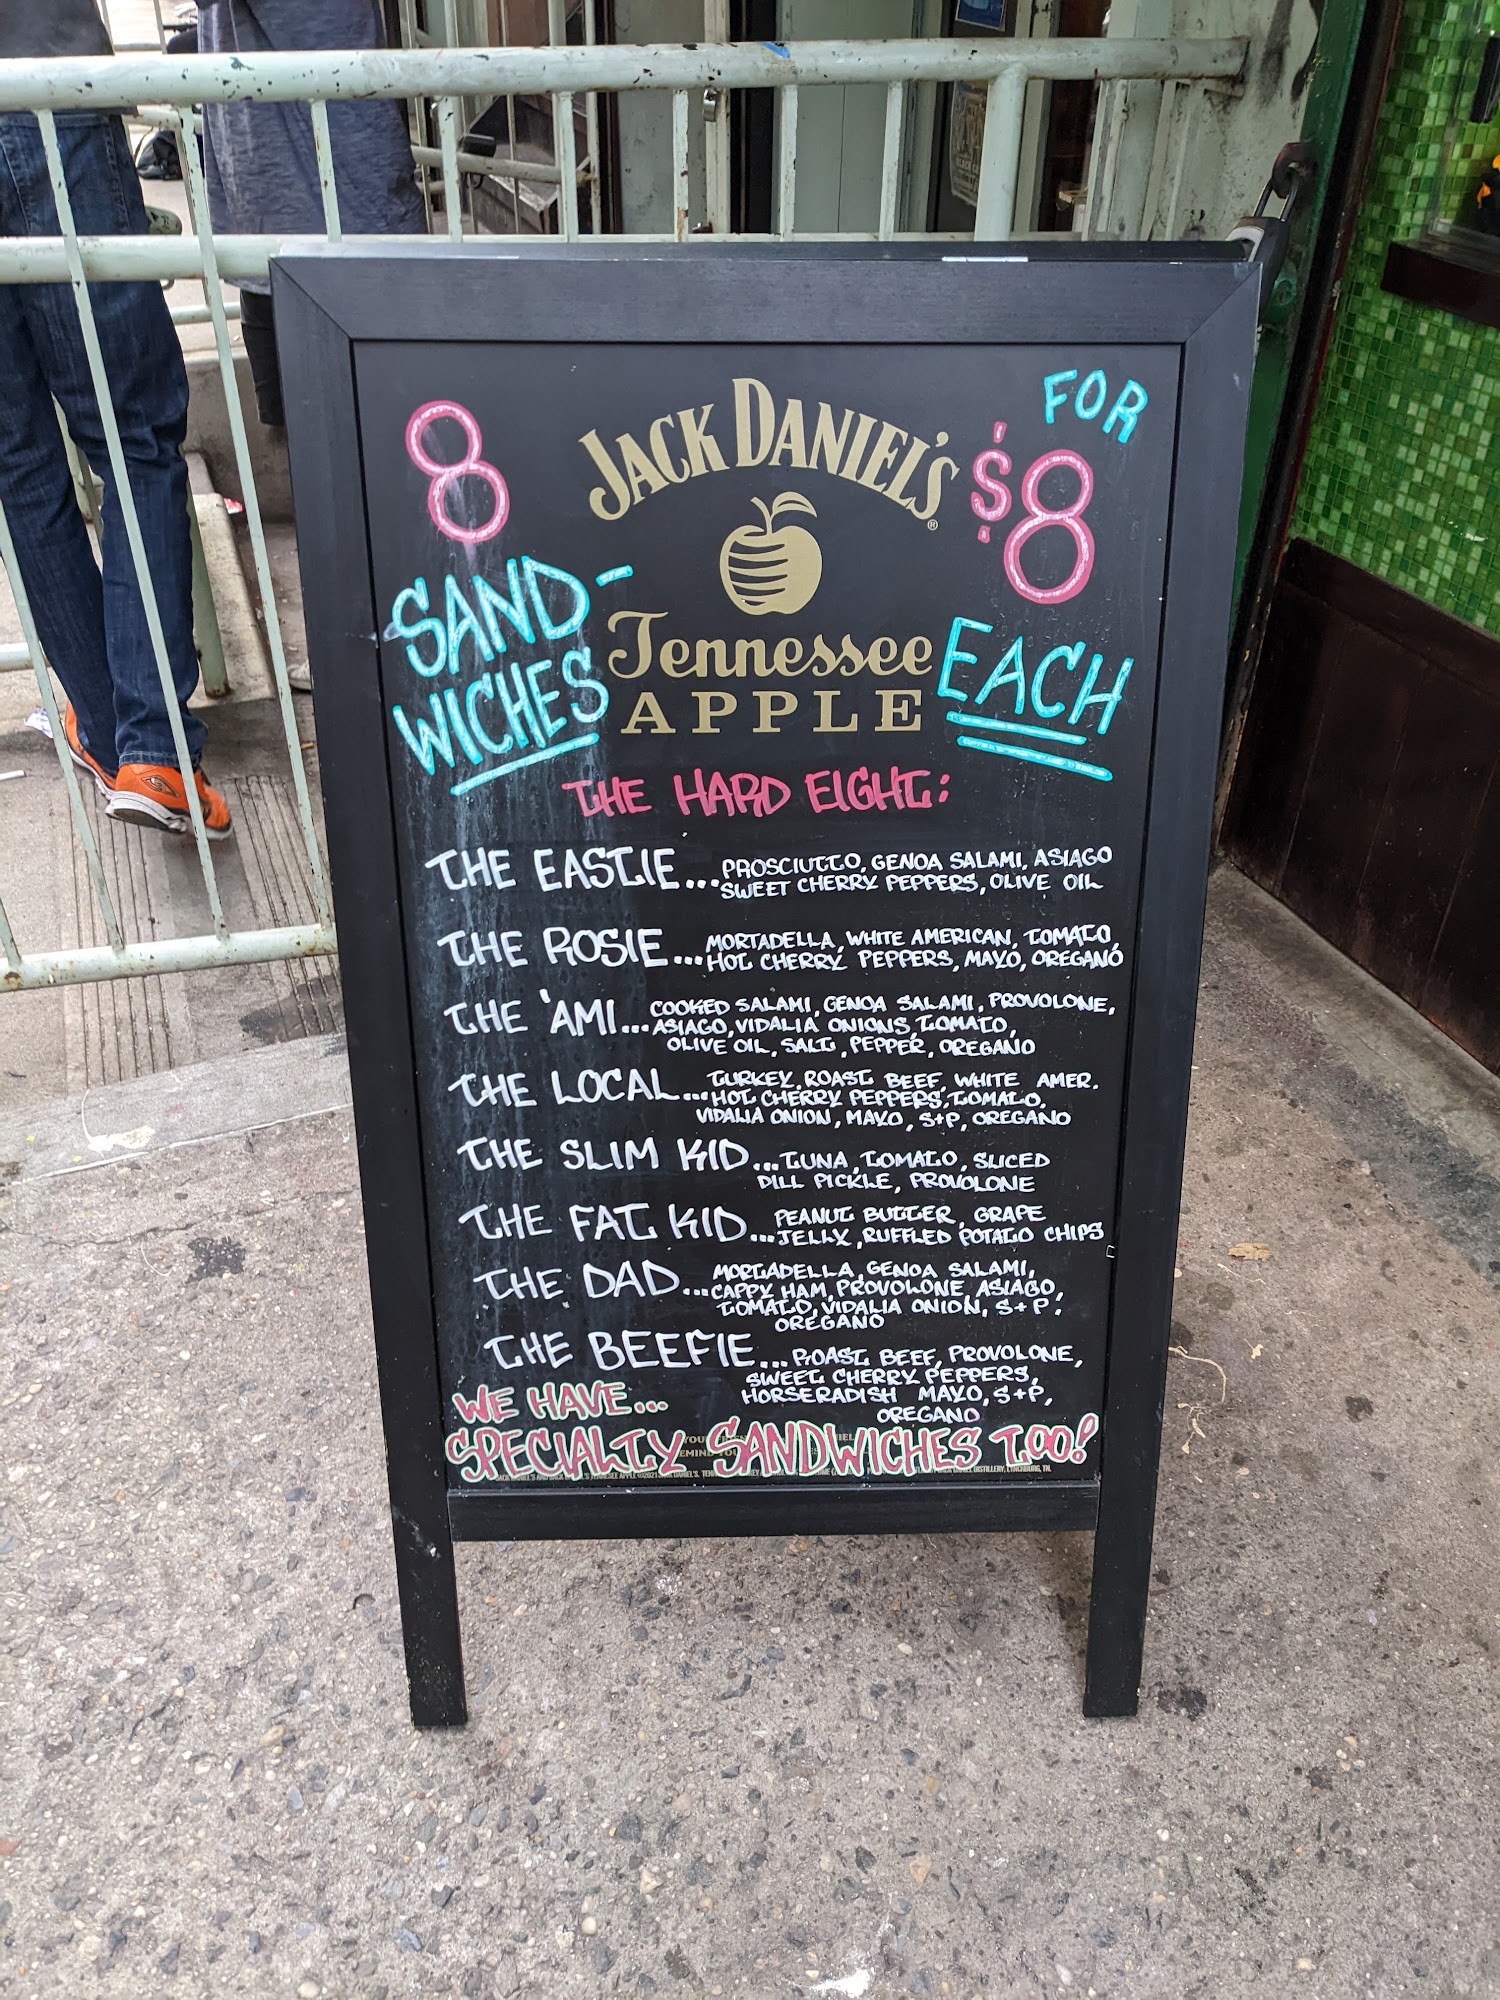 8
JACK DANIEL'S
FOR
$8
SAND-
WICHES
Tennessee
APPLE
EACH
THE HARD EIGHT:
THE EASTIE...PROSCIUTTO, GENOA SALAMI, ASIAGO
SWEET CHERRY PEPPERS, OLIVE OIL
THE ROSIE...MORTADELLA, WHITE AMERICAN, TOMATO,
HOT CHERRY PEPPERS, MAYO, OREGANO
THE 'AMI...COOKED SALAMI, GENOA SALAMI, PROVOLONE,
ASIAGO, VIDALIA ONIONS, TOMATO,
OLIVE OIL, SALT, PEPPER, OREGANO
THE LOCAL...TURKEY, ROAST BEEF, WHITE AMER.
HOT CHERRY PEPPERS, TOMATO,
VIDALIA ONION, MAYO, S+P, OREGANO
THE SLIM KID...TUNA, TOMATO, SLICED
DILL PICKLE, PROVOLONE
THE FAT KID...PEANUT BUTTER, GRAPE
JELLY, RUFFLED POTATO CHIPS
THE DAD...MORTADELLA, GENOA SALAMI,
CAPPY HAM, PROVOLONE, ASIAGO,
TOMATO, VIDALIA ONION, S+P,
OREGANO
THE BEEFIE...ROAST BEEF, PROVOLONE,
SWEET CHERRY PEPPERS,
HORSERADISH MAYO, S+P,
OREGANO
WE HAVE...
SPECIALTY SANDWICHES TOO!